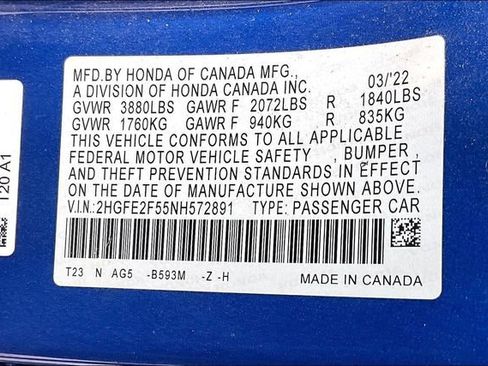 MFD.BY HONDA OF CANADA MFG.,
A DIVISION OF HONDA CANADA INC. 03/'22
GVWR 3880LBS GAWR F 2072LBS R 1840LBS
GVWR 1760KG GAWR F 940KG R 835KG
THIS VEHICLE CONFORMS TO ALL APPLICABLE
FEDERAL MOTOR VEHICLE SAFETY , BUMPER ,
AND THEFT PREVENTION STANDARDS IN EFFECT
ON THE DATE OF MANUFACTURE SHOWN ABOVE.
V.I.N.:2HGFE2F55NH572891 TYPE: PASSENGER CAR
T23 N AG5 -B593M -Z -H
MADE IN CANADA
T20 A1